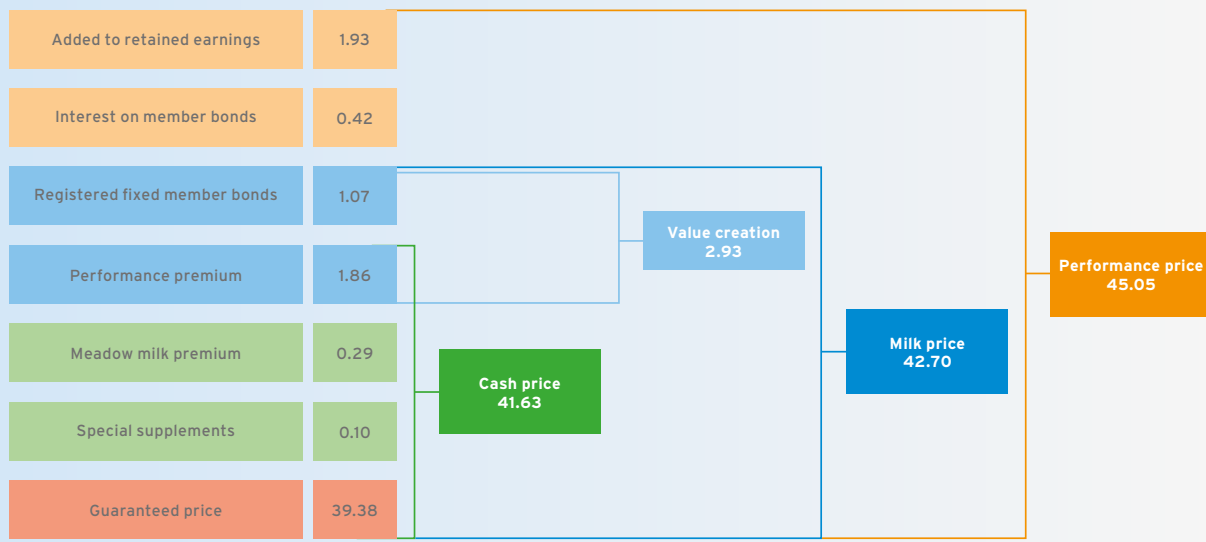 Added to retained earnings 1.93
Interest on member bonds 0.42
Registered fixed member bonds 1.07
Value creation
2.93
Performance premium 1.86
Performance price
45.05
Meadow milk premium 0.29
Milk price
42.70
Cash price
41.63
Special supplements 0.10
Guaranteed price 39.38